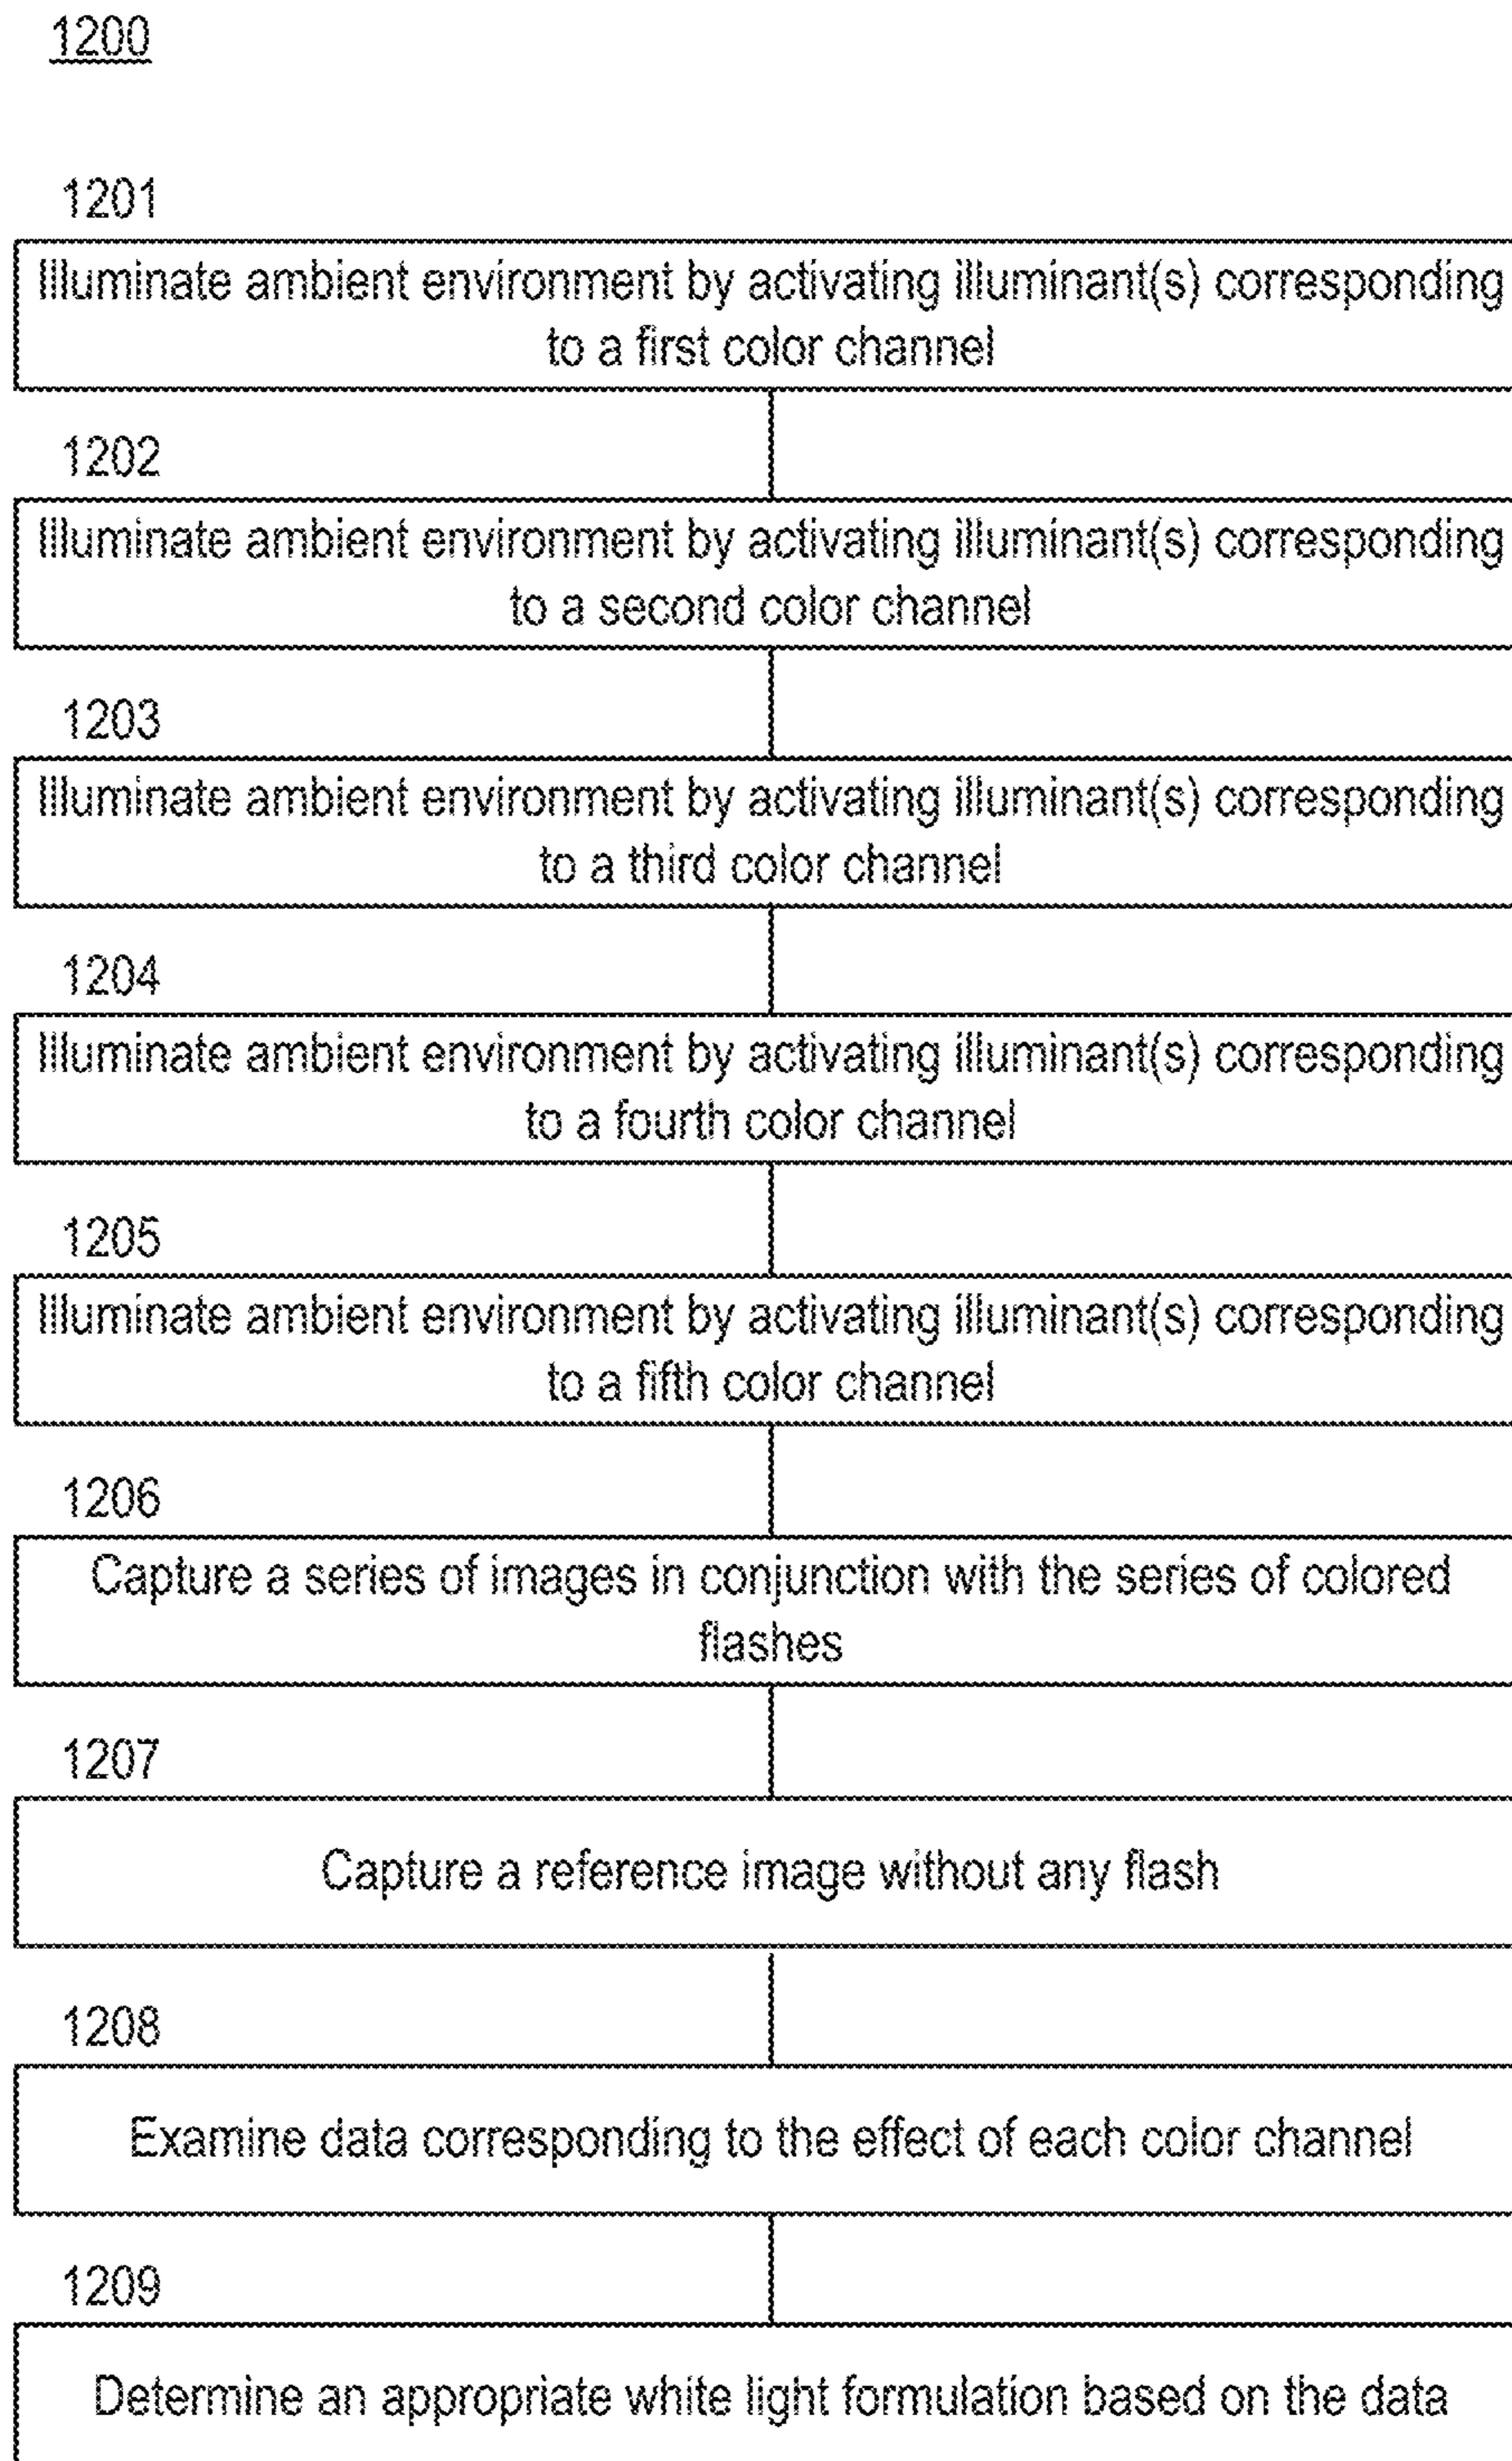 1200
1201
Illuminate ambient environment by activating illuminant(s) corresponding
to a first color channel
1202
Illuminate ambient environment by activating illuminant(s) corresponding
to a second color channel
1203
Illuminate ambient environment by activating illuminant(s) corresponding
to a third color channel
1204
Illuminate ambient environment by activating illuminant(s) corresponding
to a fourth color channel
1205
Illuminate ambient environment by activating illuminant(s) corresponding
to a fifth color channel
1206
Capture a series of images in conjunction with the series of colored
flashes
1207
Capture a reference image without any flash
1208
Examine data corresponding to the effect of each color channel
1209
Determine an appropriate white light formulation based on the data